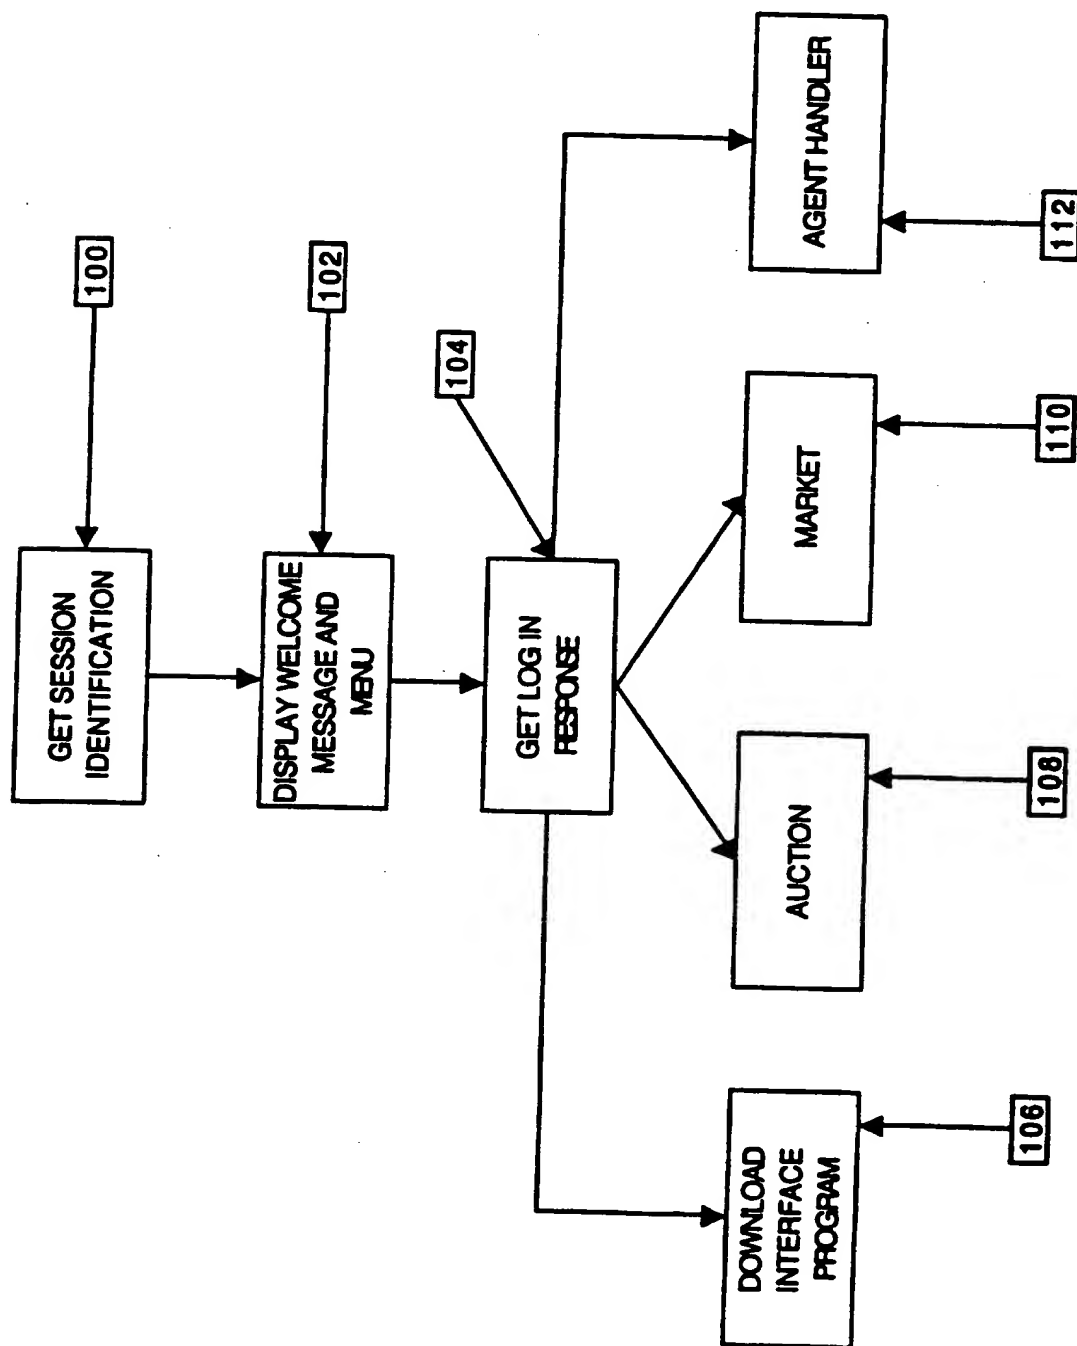 GET SESSION
IDENTIFICATION
100
DISPLAY WELCOME
MESSAGE AND
MENU
102
104
GET LOG IN
RESPONSE
DOWNLOAD
INTERFACE
PROGRAM
AUCTION
MARKET
AGENT HANDLER
106
108
110
112